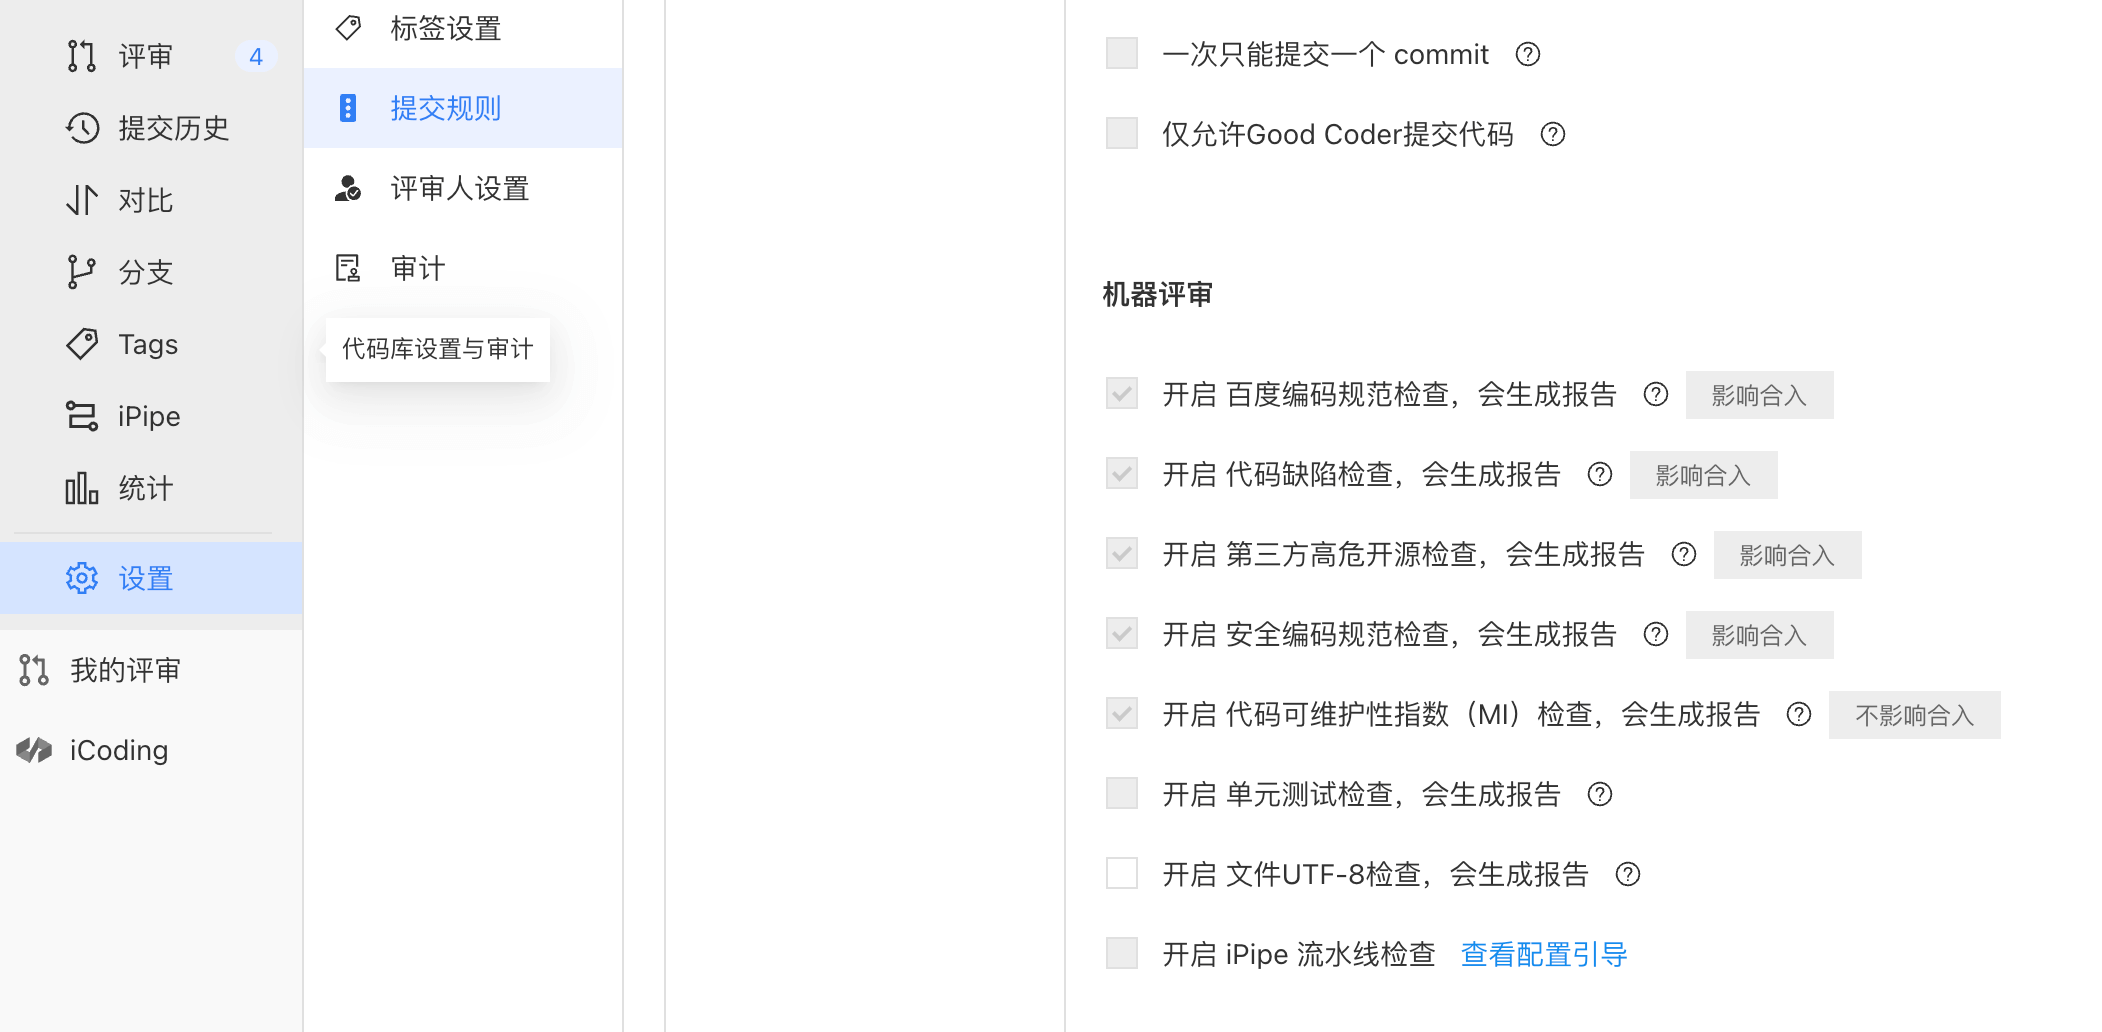 评审 4
提交历史
对比
分支
Tags
iPipe
统计
设置
我的评审
iCoding
标签设置
提交规则
评审人设置
审计
代码库设置与审计
一次只能提交一个 commit
仅允许Good Coder提交代码
机器评审
开启 百度编码规范检查，会生成报告 影响合入
开启 代码缺陷检查，会生成报告 影响合入
开启 第三方高危开源检查，会生成报告 影响合入
开启 安全编码规范检查，会生成报告 影响合入
开启 代码可维护性指数（MI）检查，会生成报告 不影响合入
开启 单元测试检查，会生成报告
开启 文件UTF-8检查，会生成报告
开启 iPipe 流水线检查 查看配置引导